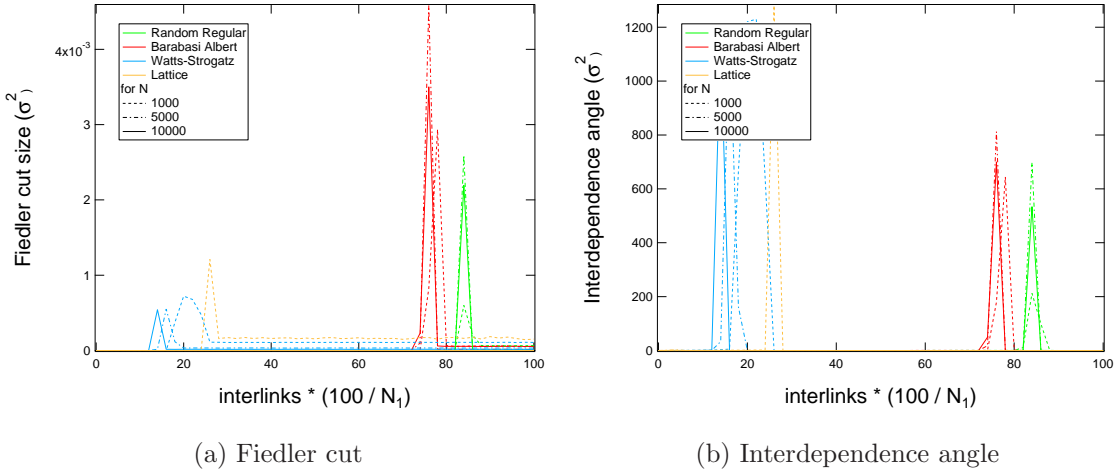 Fiedler cut size (σ²)
4x10⁻³
3
2
1
0
Random Regular
Barabasi Albert
Watts-Strogatz
Lattice
for N
1000
5000
10000
0 20 40 60 80 100
interlinks * (100 / N₁)
(a) Fiedler cut
Interdependence angle (σ²)
1200
1000
800
600
400
200
0
Random Regular
Barabasi Albert
Watts-Strogatz
Lattice
for N
1000
5000
10000
0 20 40 60 80 100
interlinks * (100 / N₁)
(b) Interdependence angle